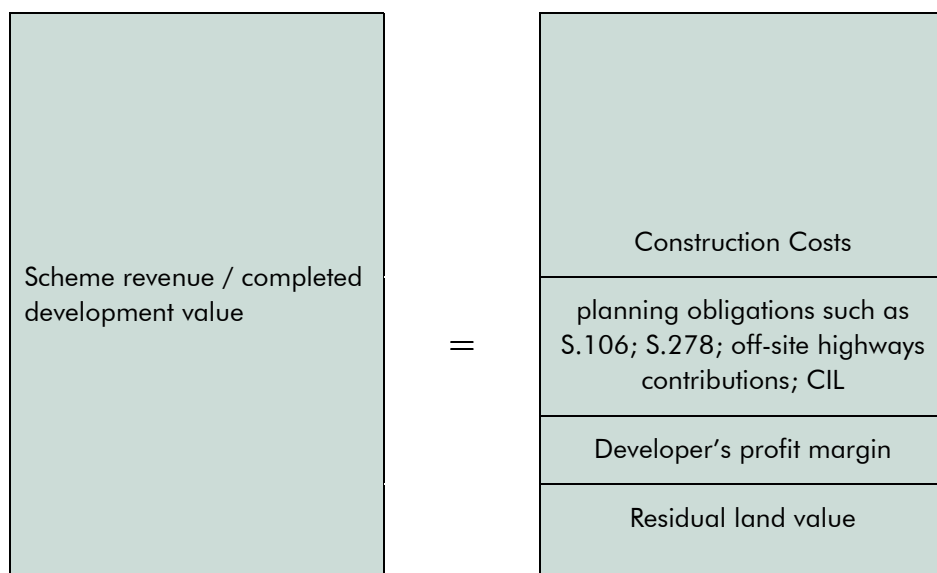 Scheme revenue / completed
development value
=
Construction Costs
planning obligations such as
S.106; S.278; off-site highways
contributions; CIL
Developer’s profit margin
Residual land value